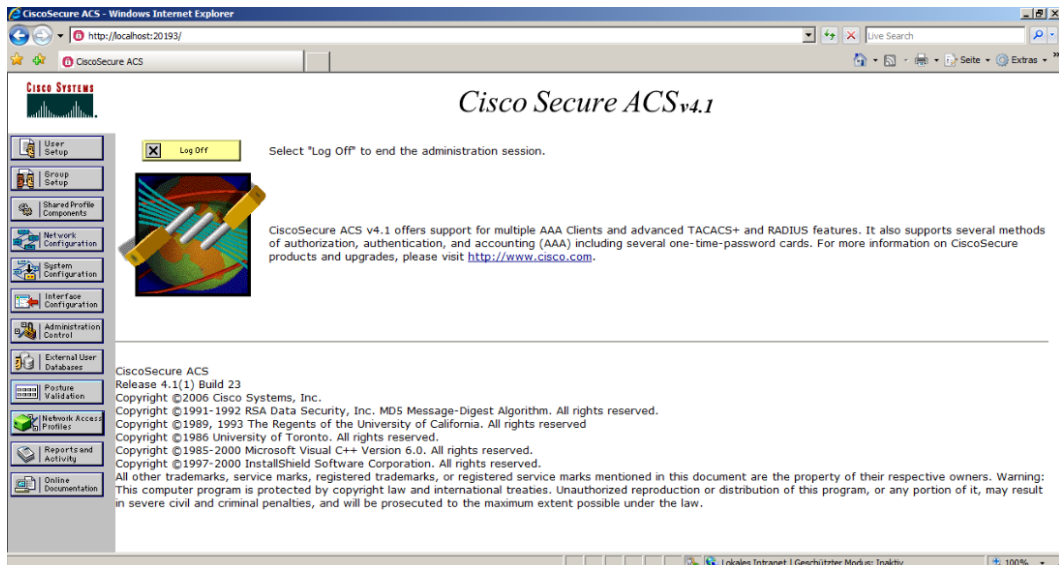 CiscoSecure ACS - Windows Internet Explorer
http://localhost:20193/
Live Search
CiscoSecure ACS
Seite
Extras
CISCO SYSTEMS
Cisco Secure ACS v4.1
User Setup
Group Setup
Shared Profile Components
Network Configuration
System Configuration
Interface Configuration
Administration Control
External User Databases
Posture Validation
Network Access Profiles
Reports and Activity
Online Documentation
Log Off
Select "Log Off" to end the administration session.
CiscoSecure ACS v4.1 offers support for multiple AAA Clients and advanced TACACS+ and RADIUS features. It also supports several methods
of authorization, authentication, and accounting (AAA) including several one-time-password cards. For more information on CiscoSecure
products and upgrades, please visit http://www.cisco.com.
CiscoSecure ACS
Release 4.1(1) Build 23
Copyright ©2006 Cisco Systems, Inc.
Copyright ©1991-1992 RSA Data Security, Inc. MD5 Message-Digest Algorithm. All rights reserved.
Copyright ©1989, 1993 The Regents of the University of California. All rights reserved
Copyright ©1986 University of Toronto. All rights reserved.
Copyright ©1985-2000 Microsoft Visual C++ Version 6.0. All rights reserved.
Copyright ©1997-2000 InstallShield Software Corporation. All rights reserved.
All other trademarks, service marks, registered trademarks, or registered service marks mentioned in this document are the property of their respective owners. Warning:
This computer program is protected by copyright law and international treaties. Unauthorized reproduction or distribution of this program, or any portion of it, may result
in severe civil and criminal penalties, and will be prosecuted to the maximum extent possible under the law.
Lokales Intranet | Geschützter Modus: Inaktiv
100%